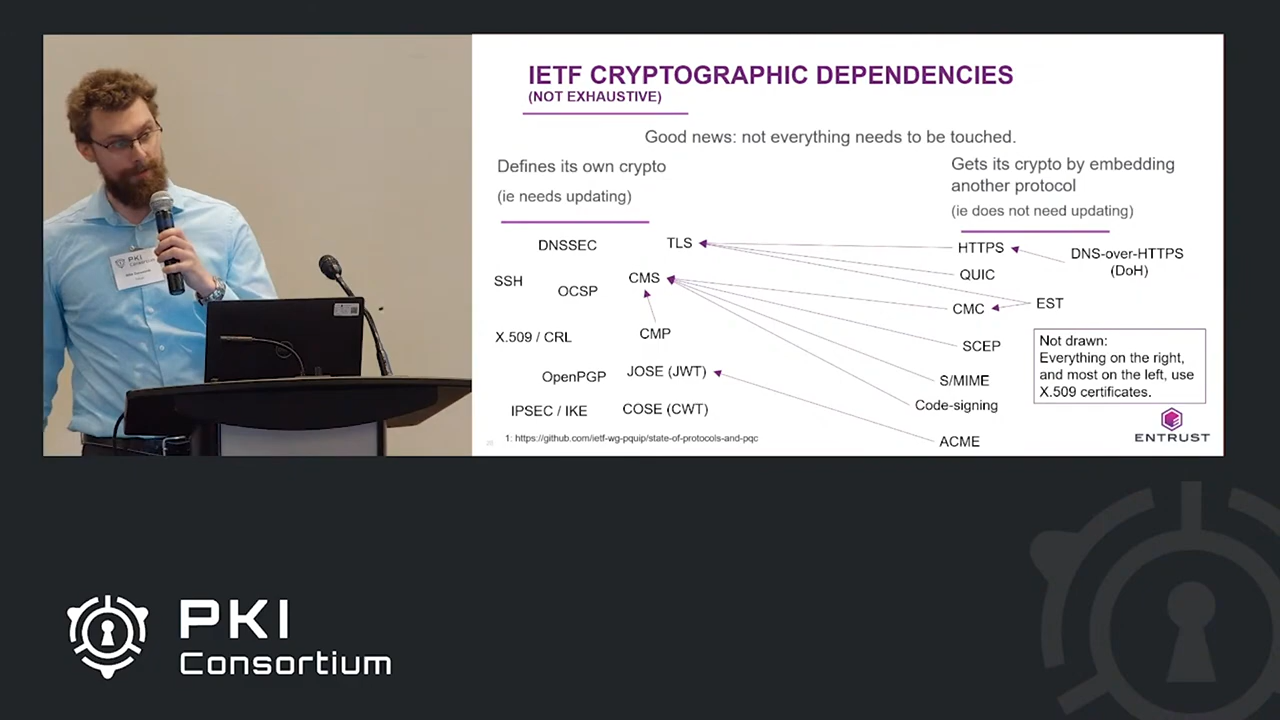 IETF CRYPTOGRAPHIC DEPENDENCIES
(NOT EXHAUSTIVE)
Good news: not everything needs to be touched.
Defines its own crypto
(ie needs updating)
Gets its crypto by embedding
another protocol
(ie does not need updating)
DNSSEC
TLS
SSH
OCSP
CMS
X.509 / CRL
CMP
OpenPGP
JOSE (JWT)
IPSEC / IKE
COSE (CWT)
HTTPS
DNS-over-HTTPS
(DoH)
QUIC
EST
CMC
SCEP
S/MIME
Code-signing
ACME
Not drawn:
Everything on the right,
and most on the left, use
X.509 certificates.
1: https://github.com/ietf-wg-pquip/state-of-protocols-and-pqc
ENTRUST
PKI
Consortium
PKI
Consortium